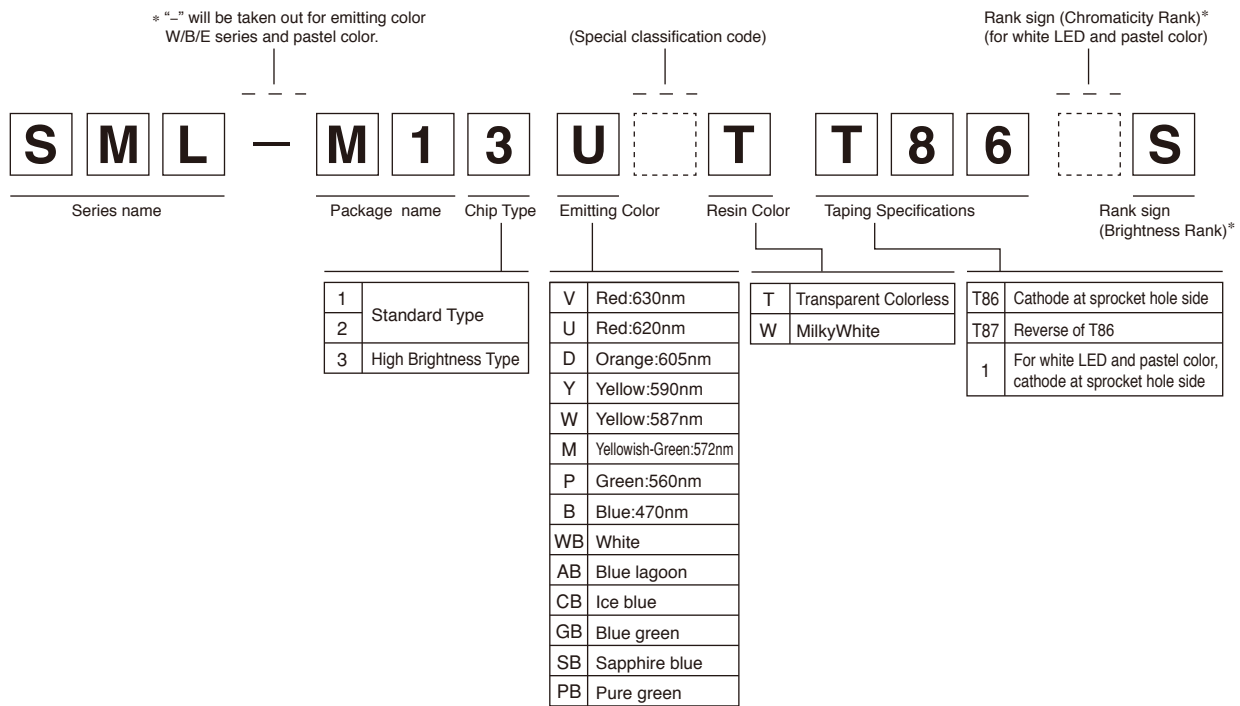 * “–” will be taken out for emitting color
W/B/E series and pastel color.
(Special classification code)
Rank sign (Chromaticity Rank)*
(for white LED and pastel color)
S M L — M 1 3 U T T 8 6 S
Series name
Package name
Chip Type
Emitting Color
Resin Color
Taping Specifications
Rank sign
(Brightness Rank)*
1
2
Standard Type
3 High Brightness Type
V Red:630nm
U Red:620nm
D Orange:605nm
Y Yellow:590nm
W Yellow:587nm
M Yellowish-Green:572nm
P Green:560nm
B Blue:470nm
WB White
AB Blue lagoon
CB Ice blue
GB Blue green
SB Sapphire blue
PB Pure green
T Transparent Colorless
W MilkyWhite
T86 Cathode at sprocket hole side
T87 Reverse of T86
1 For white LED and pastel color,
cathode at sprocket hole side